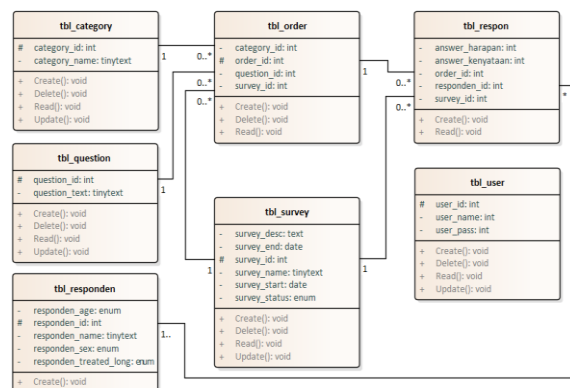 tbl_category
# category_id: int
- category_name: tinytext
+ Create(): void
+ Delete(): void
+ Read(): void
+ Update(): void
1
0..*
tbl_order
- category_id: int
# order_id: int
- question_id: int
- survey_id: int
+ Create(): void
+ Delete(): void
+ Read(): void
0..*
0..*
1
0..*
0..*
tbl_respon
- answer_harapan: int
- answer_kenyataan: int
- order_id: int
- responden_id: int
- survey_id: int
+ Create(): void
+ Read(): void
*
tbl_question
# question_id: int
- question_text: tinytext
+ Create(): void
+ Delete(): void
+ Read(): void
+ Update(): void
1
tbl_survey
- survey_desc: text
- survey_end: date
# survey_id: int
- survey_name: tinytext
- survey_start: date
- survey_status: enum
+ Create(): void
+ Delete(): void
+ Read(): void
+ Update(): void
1
1
tbl_user
# user_id: int
- user_name: int
- user_pass: int
+ Create(): void
+ Delete(): void
+ Read(): void
+ Update(): void
tbl_responden
- responden_age: enum
# responden_id: int
- responden_name: tinytext
- responden_sex: enum
- responden_treated_long: enum
+ Create(): void
1..